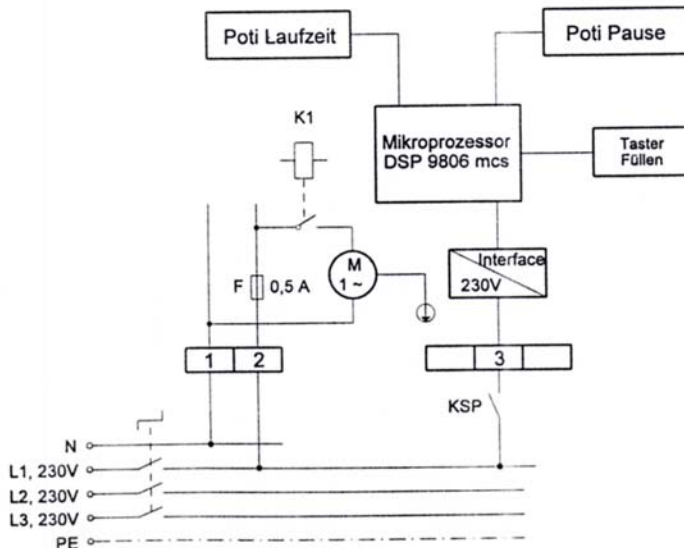 Poti Laufzeit
Poti Pause
K1
Mikroprozessor
DSP 9806 mcs
Taster
Füllen
M
1 ~
F
0,5 A
Interface
230V
1
2
3
KSP
N
L1, 230V
L2, 230V
L3, 230V
PE